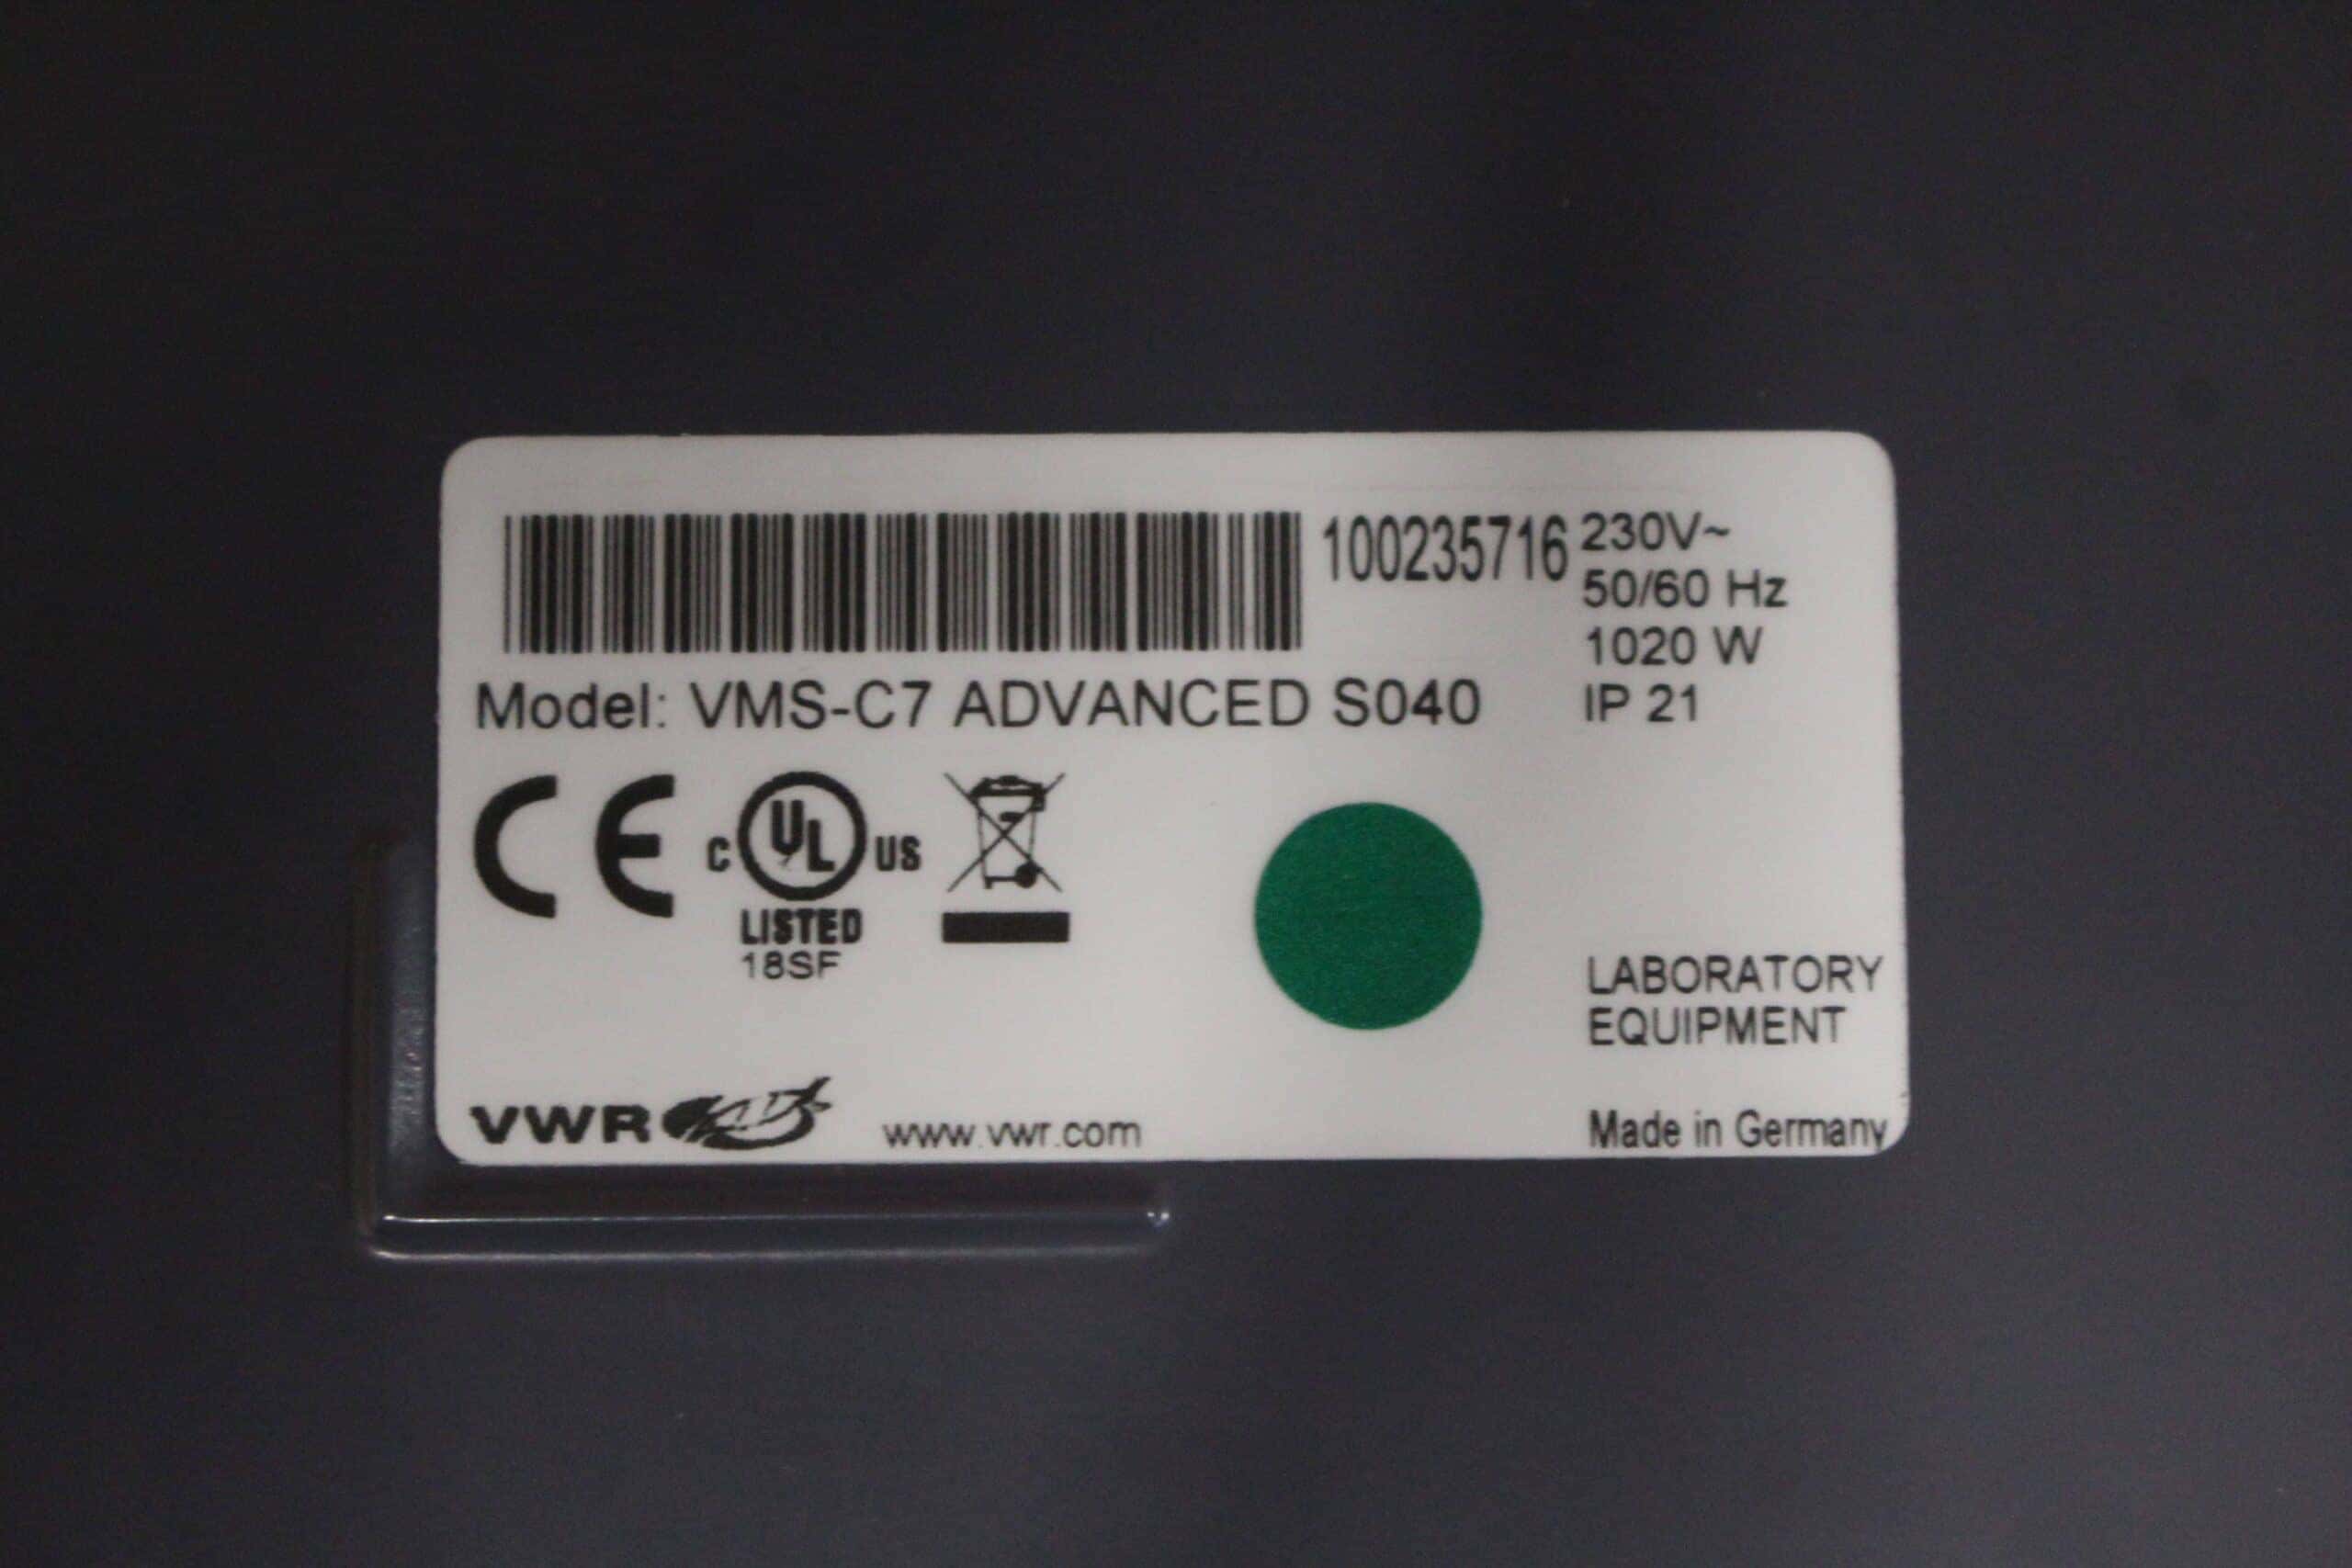 100235716
230V~
50/60 Hz
1020 W
IP 21
Model: VMS-C7 ADVANCED S040
CE
C UL US
LISTED
18SF
LABORATORY
EQUIPMENT
VWR
www.vwr.com
Made in Germany